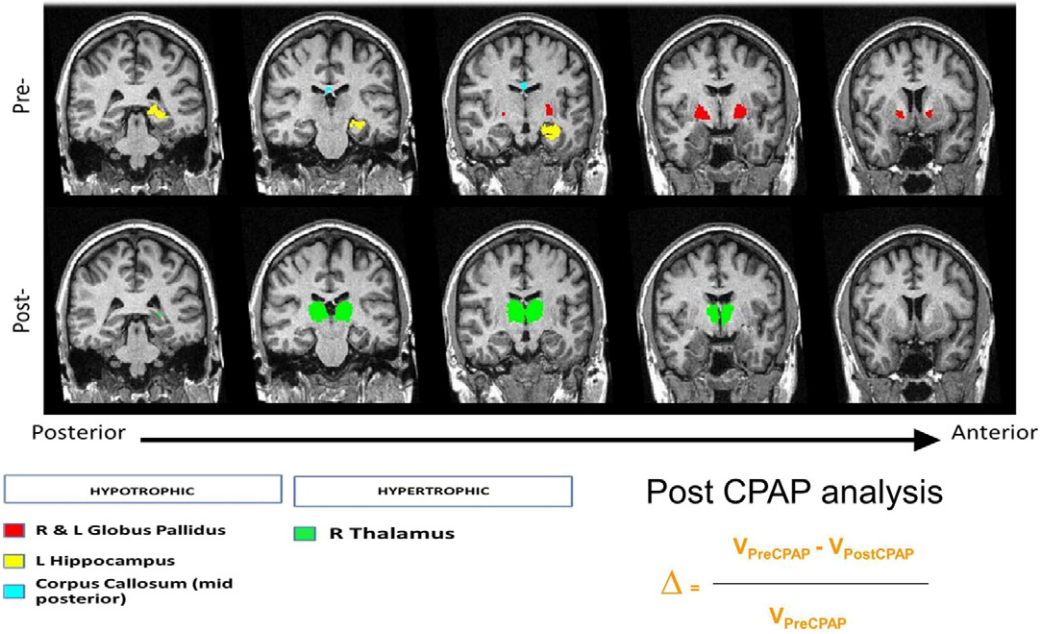 Pre-
Post-
Posterior
Anterior
HYPOTROPHIC
R & L Globus Pallidus
L Hippocampus
Corpus Callosum (mid
posterior)
HYPERTROPHIC
R Thalamus
Post CPAP analysis
Δ =
VPreCPAP - VPostCPAP
VPreCPAP